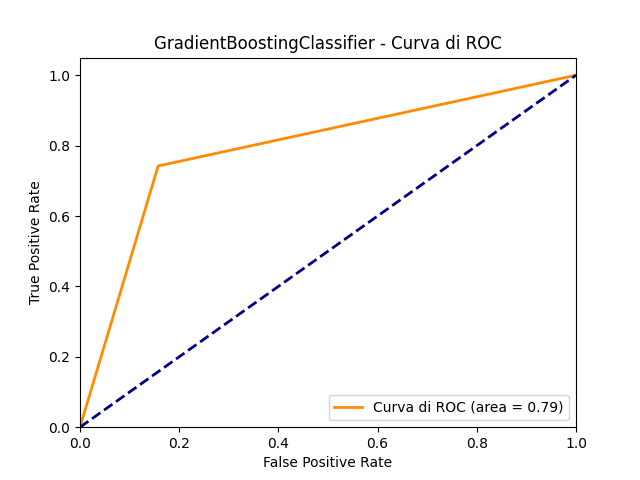 GradientBoostingClassifier - Curva di ROC
True Positive Rate
1.0
0.8
0.6
0.4
0.2
0.0
0.0 0.2 0.4 0.6 0.8 1.0
False Positive Rate
Curva di ROC (area = 0.79)